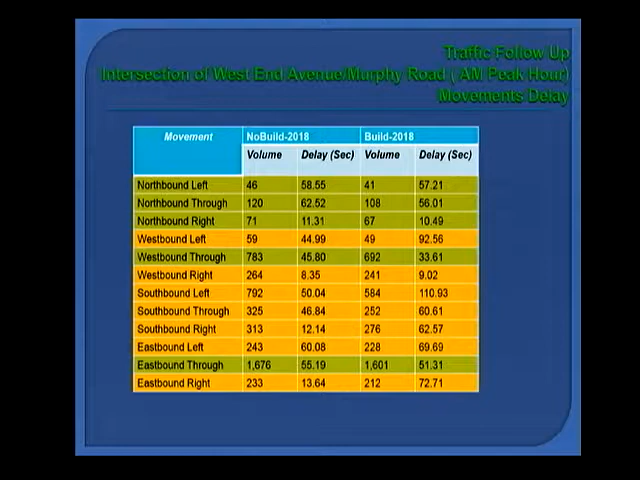 Traffic Follow Up
Intersection of West End Avenue/Murphy Road ( AM Peak Hour)
Movements Delay
Movement NoBuild-2018 Build-2018
Volume Delay (Sec) Volume Delay (Sec)
Northbound Left 46 58.55 41 57.21
Northbound Through 120 62.52 108 56.01
Northbound Right 71 11.31 67 10.49
Westbound Left 59 44.99 49 92.56
Westbound Through 783 45.80 692 33.61
Westbound Right 264 8.35 241 9.02
Southbound Left 792 50.04 584 110.93
Southbound Through 325 46.84 252 60.61
Southbound Right 313 12.14 276 62.57
Eastbound Left 243 60.08 228 69.69
Eastbound Through 1,676 55.19 1,601 51.31
Eastbound Right 233 13.64 212 72.71